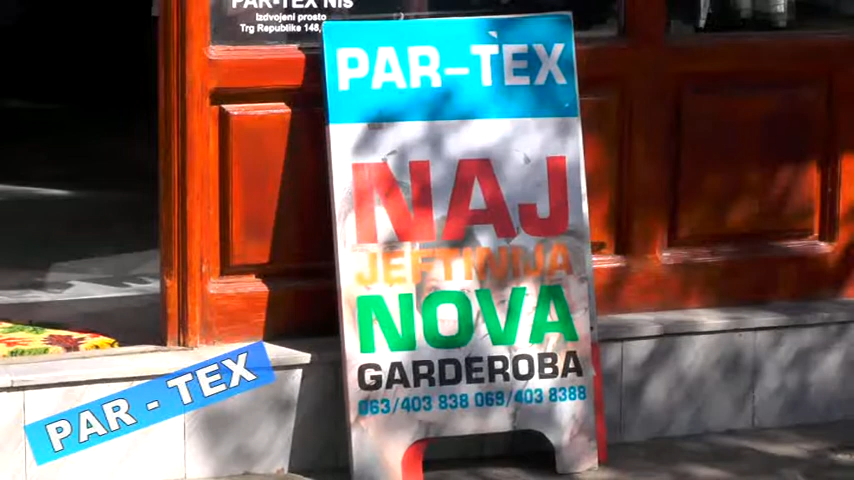 PAR-TEX Niš
Izdvojeni prostor
Trg Republike 148,
PAR-TEX
NAJ
JEFTINIJA
NOVA
GARDEROBA
063/403 838 069/403 8388
PAR - TEX